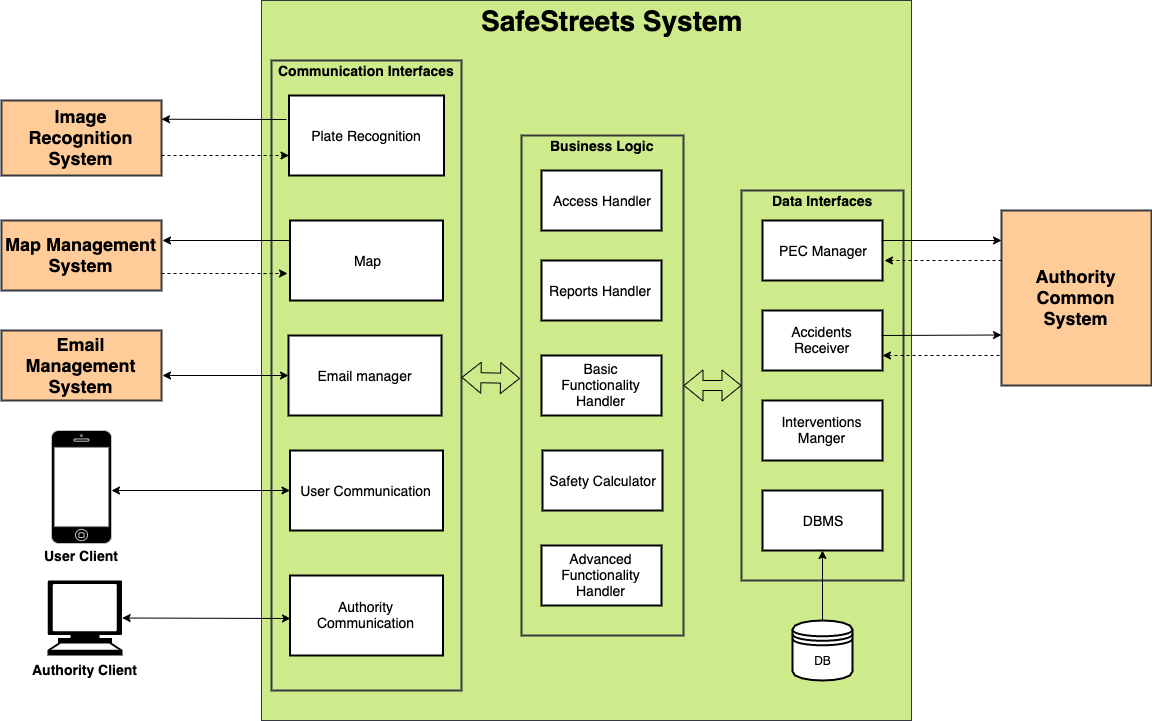 SafeStreets System
Communication Interfaces
Image
Recognition
System
Plate Recognition
Map Management
System
Map
Email
Management
System
Email manager
User Client
User Communication
Authority Client
Authority
Communication
Business Logic
Access Handler
Reports Handler
Basic
Functionality
Handler
Safety Calculator
Advanced
Functionality
Handler
Data Interfaces
PEC Manager
Accidents
Receiver
Interventions
Manger
DBMS
DB
Authority
Common
System